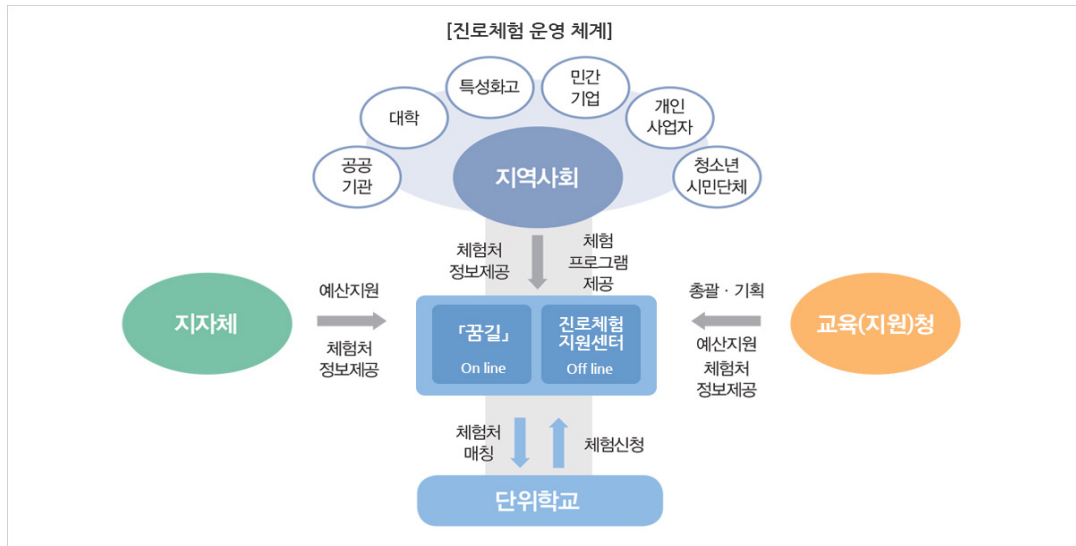 [진로체험 운영 체계]
특성화고
민간
기업
대학
개인
사업자
공공
기관
지역사회
청소년
시민단체
체험처
정보제공
체험
프로그램
제공
지자체
예산지원
체험처
정보제공
「꿈길」
On line
진로체험
지원센터
Off line
총괄 · 기획
예산지원
체험처
정보제공
교육(지원)청
체험처
매칭
체험신청
단위학교